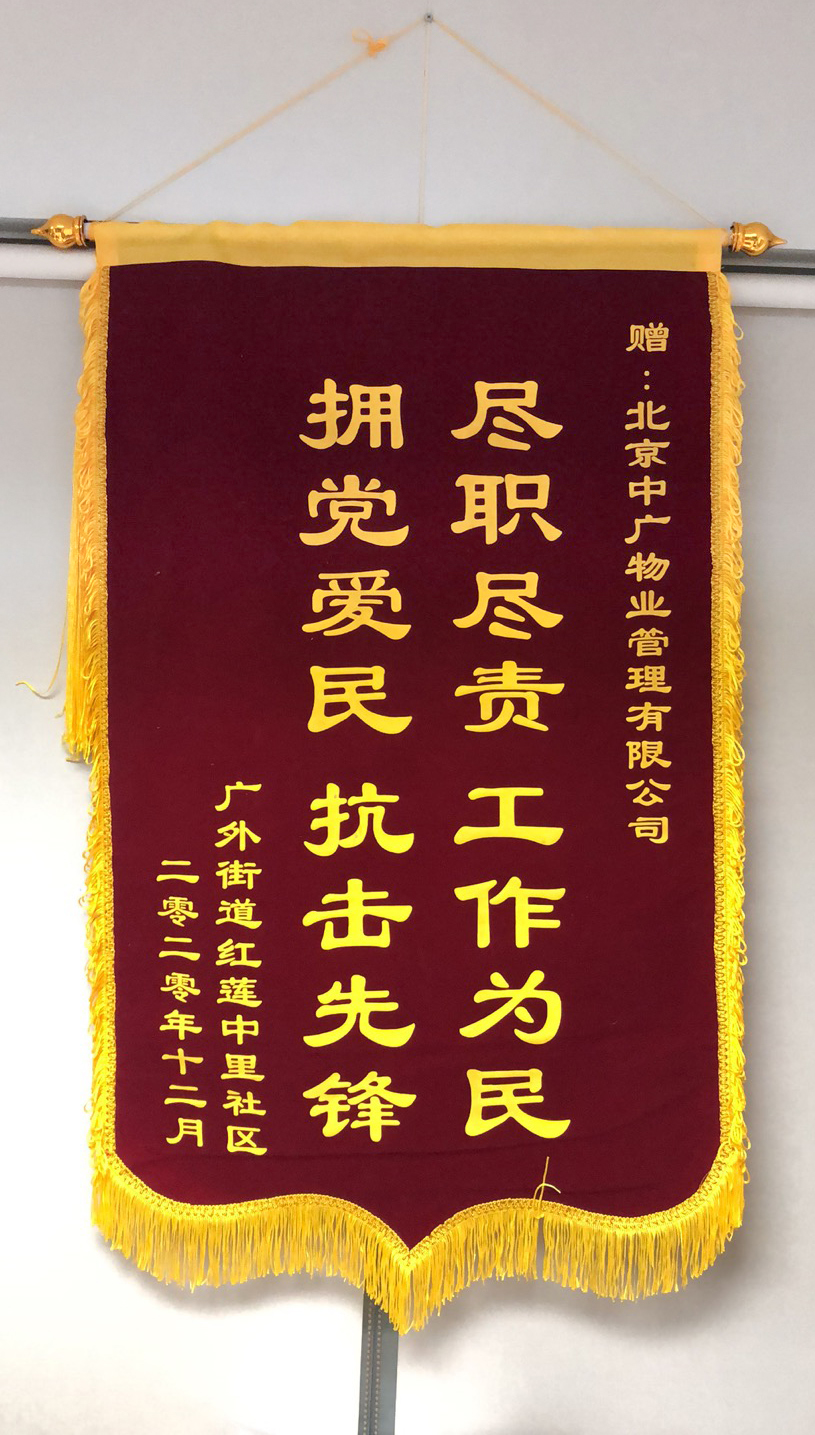 赠:北京中广物业管理有限公司
尽职尽责 工作为民
拥党爱民 抗击先锋
广外街道红莲中里社区
二零二零年十二月